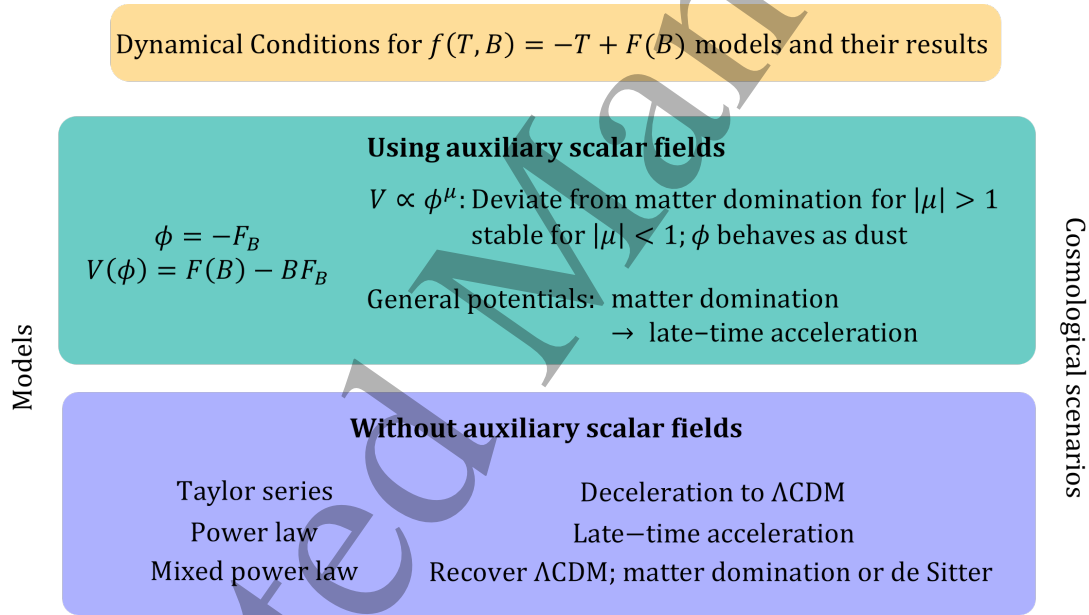 Dynamical Conditions for f(T, B) = −T + F(B) models and their results
Using auxiliary scalar fields
V ∝ ϕ^μ: Deviate from matter domination for |μ| > 1
stable for |μ| < 1; ϕ behaves as dust
ϕ = −F_B
V(ϕ) = F(B) − BF_B
General potentials: matter domination
→ late−time acceleration
Models
Cosmological scenarios
Without auxiliary scalar fields
Taylor series Deceleration to ΛCDM
Power law Late−time acceleration
Mixed power law Recover ΛCDM; matter domination or de Sitter
ted Man